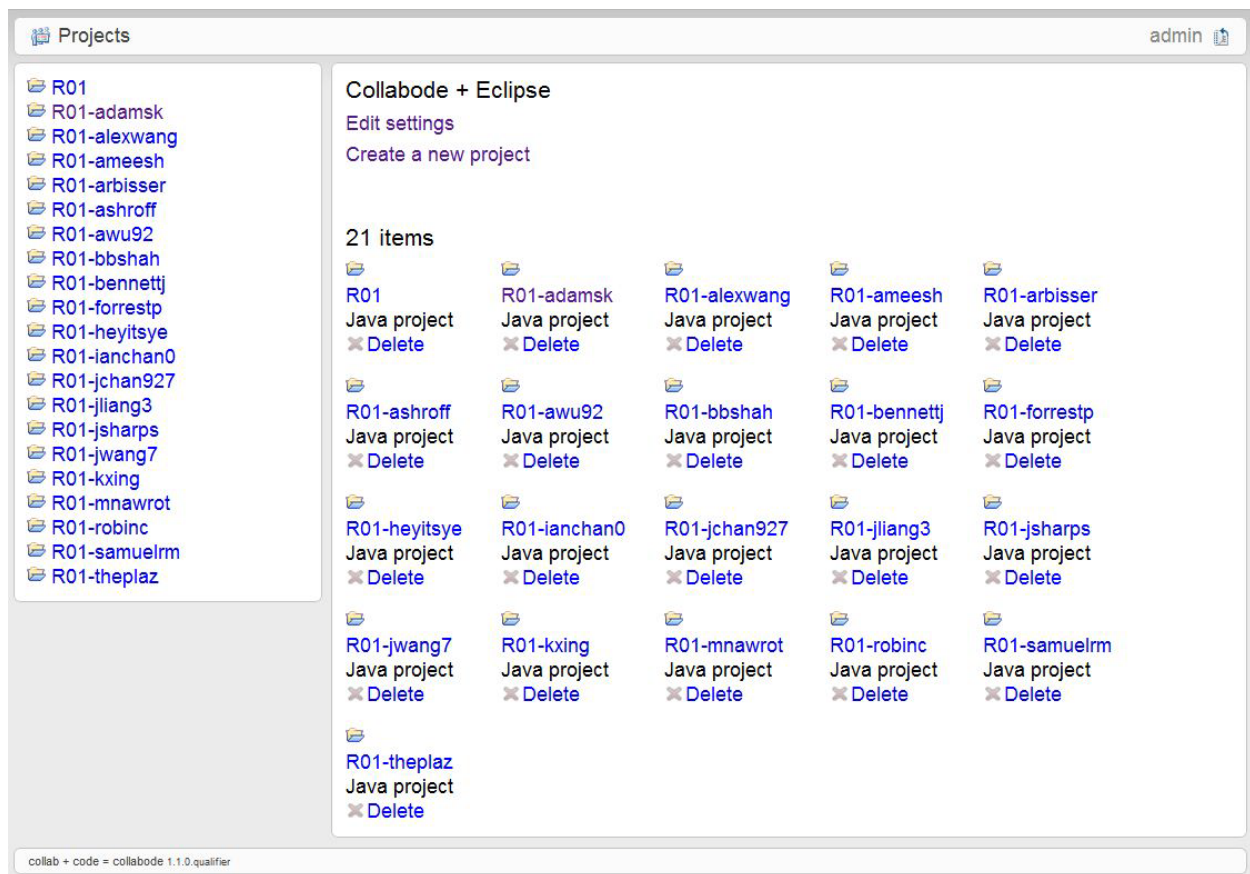 Projects
admin
R01
R01-adamsk
R01-alexwang
R01-ameesh
R01-arbisser
R01-ashroff
R01-awu92
R01-bbshah
R01-bennettj
R01-forrestp
R01-heyitsye
R01-ianchan0
R01-jchan927
R01-jliang3
R01-jsharps
R01-jwang7
R01-kxing
R01-mnawrot
R01-robinc
R01-samuelrm
R01-theplaz
Collabode + Eclipse
Edit settings
Create a new project
21 items
R01 R01-adamsk R01-alexwang R01-ameesh R01-arbisser
Java project Java project Java project Java project Java project
Delete Delete Delete Delete Delete
R01-ashroff R01-awu92 R01-bbshah R01-bennettj R01-forrestp
Java project Java project Java project Java project Java project
Delete Delete Delete Delete Delete
R01-heyitsye R01-ianchan0 R01-jchan927 R01-jliang3 R01-jsharps
Java project Java project Java project Java project Java project
Delete Delete Delete Delete Delete
R01-jwang7 R01-kxing R01-mnawrot R01-robinc R01-samuelrm
Java project Java project Java project Java project Java project
Delete Delete Delete Delete Delete
R01-theplaz
Java project
Delete
collab + code = collabode 1.1.0.qualifier